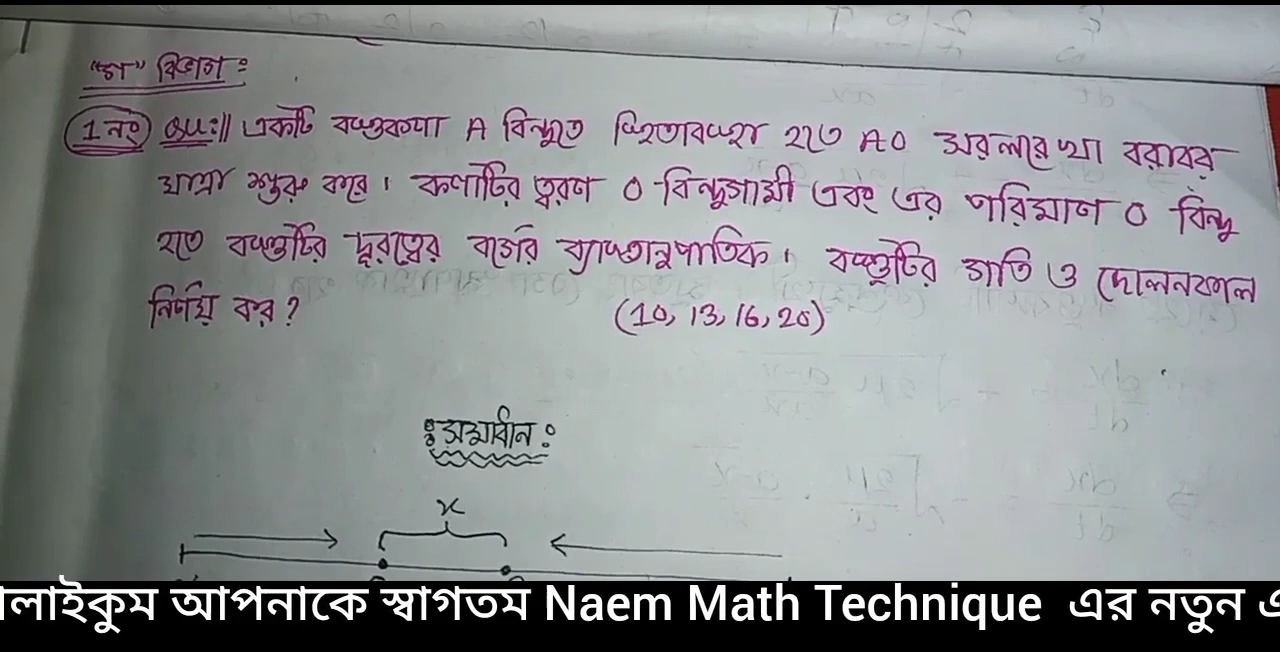 "গ" বিভাগ :
1 নং Qu:|| একটি বস্তুকণা A বিন্দুতে স্থিতাবস্থা হতে AO সরলরেখা বরাবর
যাত্রা শুরু করে। কণাটির ত্বরণ O বিন্দুগামী এবং এর পরিমাণ O বিন্দু
হতে বস্তুটির দূরত্বের বর্গের ব্যাস্তানুপাতিক। বস্তুটির গতি ও দোলনকাল
নির্ণয় কর? (10, 13, 16, 20)
সমাধান :
x
লাইকুম আপনাকে স্বাগতম Naem Math Technique এর নতুন